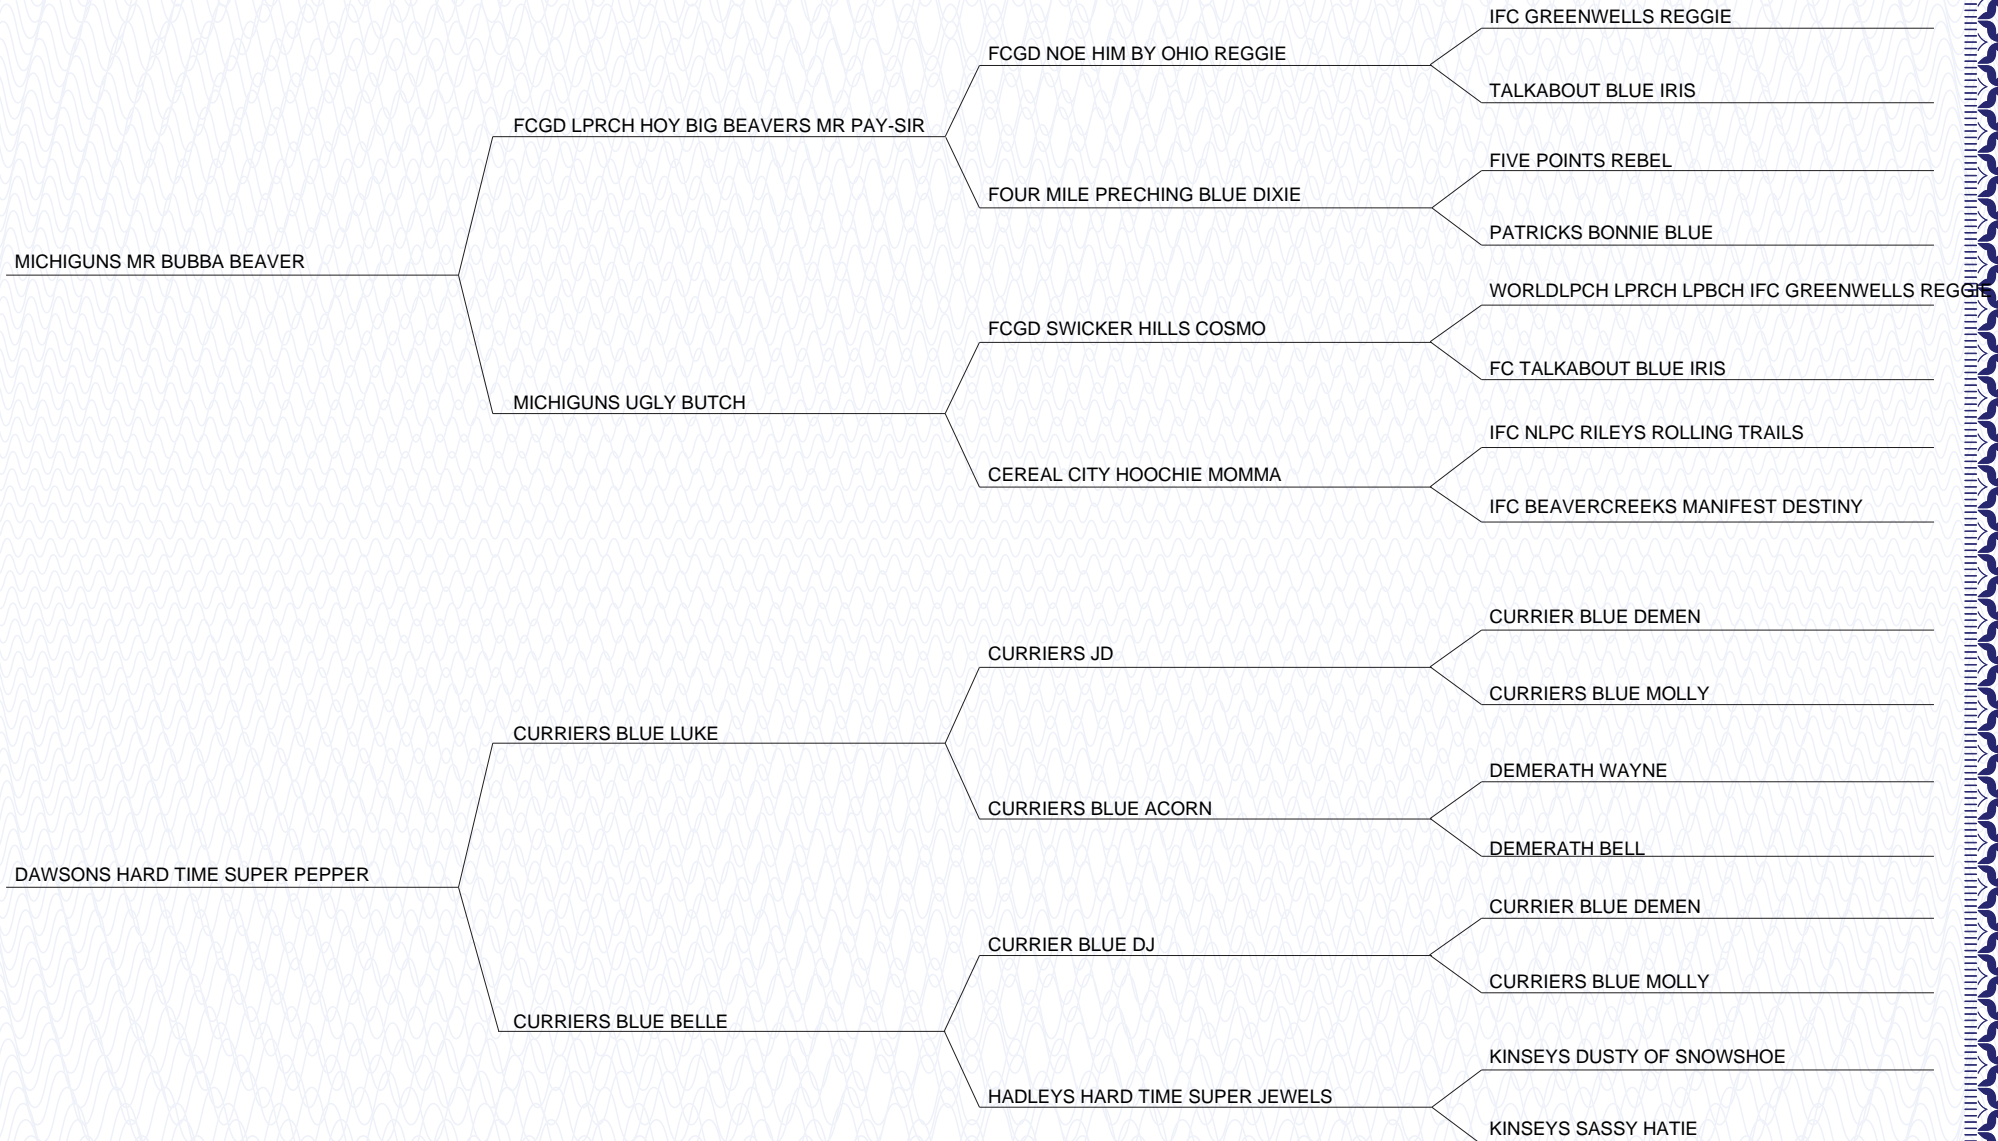 IFC GREENWELLS REGGIE
FCGD NOE HIM BY OHIO REGGIE
TALKABOUT BLUE IRIS
FCGD LPRCH HOY BIG BEAVERS MR PAY-SIR
FIVE POINTS REBEL
FOUR MILE PRECHING BLUE DIXIE
PATRICKS BONNIE BLUE
MICHIGUNS MR BUBBA BEAVER
WORLDLPCH LPRCH LPBCH IFC GREENWELLS REGGIE
FCGD SWICKER HILLS COSMO
FC TALKABOUT BLUE IRIS
MICHIGUNS UGLY BUTCH
IFC NLPC RILEYS ROLLING TRAILS
CEREAL CITY HOOCHIE MOMMA
IFC BEAVERCREEKS MANIFEST DESTINY
CURRIER BLUE DEMEN
CURRIERS JD
CURRIERS BLUE MOLLY
CURRIERS BLUE LUKE
DEMERATH WAYNE
CURRIERS BLUE ACORN
DEMERATH BELL
DAWSONS HARD TIME SUPER PEPPER
CURRIER BLUE DEMEN
CURRIER BLUE DJ
CURRIERS BLUE MOLLY
CURRIERS BLUE BELLE
KINSEYS DUSTY OF SNOWSHOE
HADLEYS HARD TIME SUPER JEWELS
KINSEYS SASSY HATIE